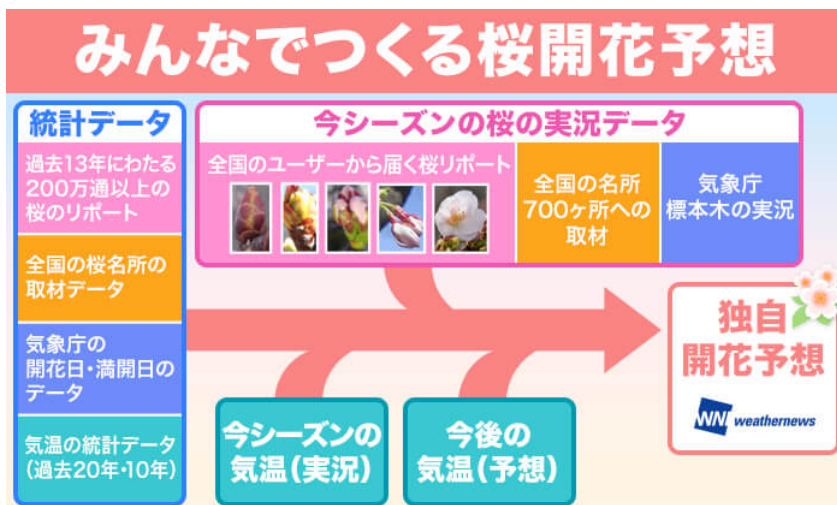 みんなでつくる桜開花予想
統計データ
過去13年にわたる
200万通以上の
桜のリポート
全国の桜名所の
取材データ
気象庁の
開花日・満開日の
データ
気温の統計データ
(過去20年・10年)
今シーズンの桜の実況データ
全国のユーザーから届く桜リポート
全国の名所
700ヶ所への
取材
気象庁
標本木の実況
今シーズンの
気温(実況)
今後の
気温(予想)
独自
開花予想
WNI weathernews